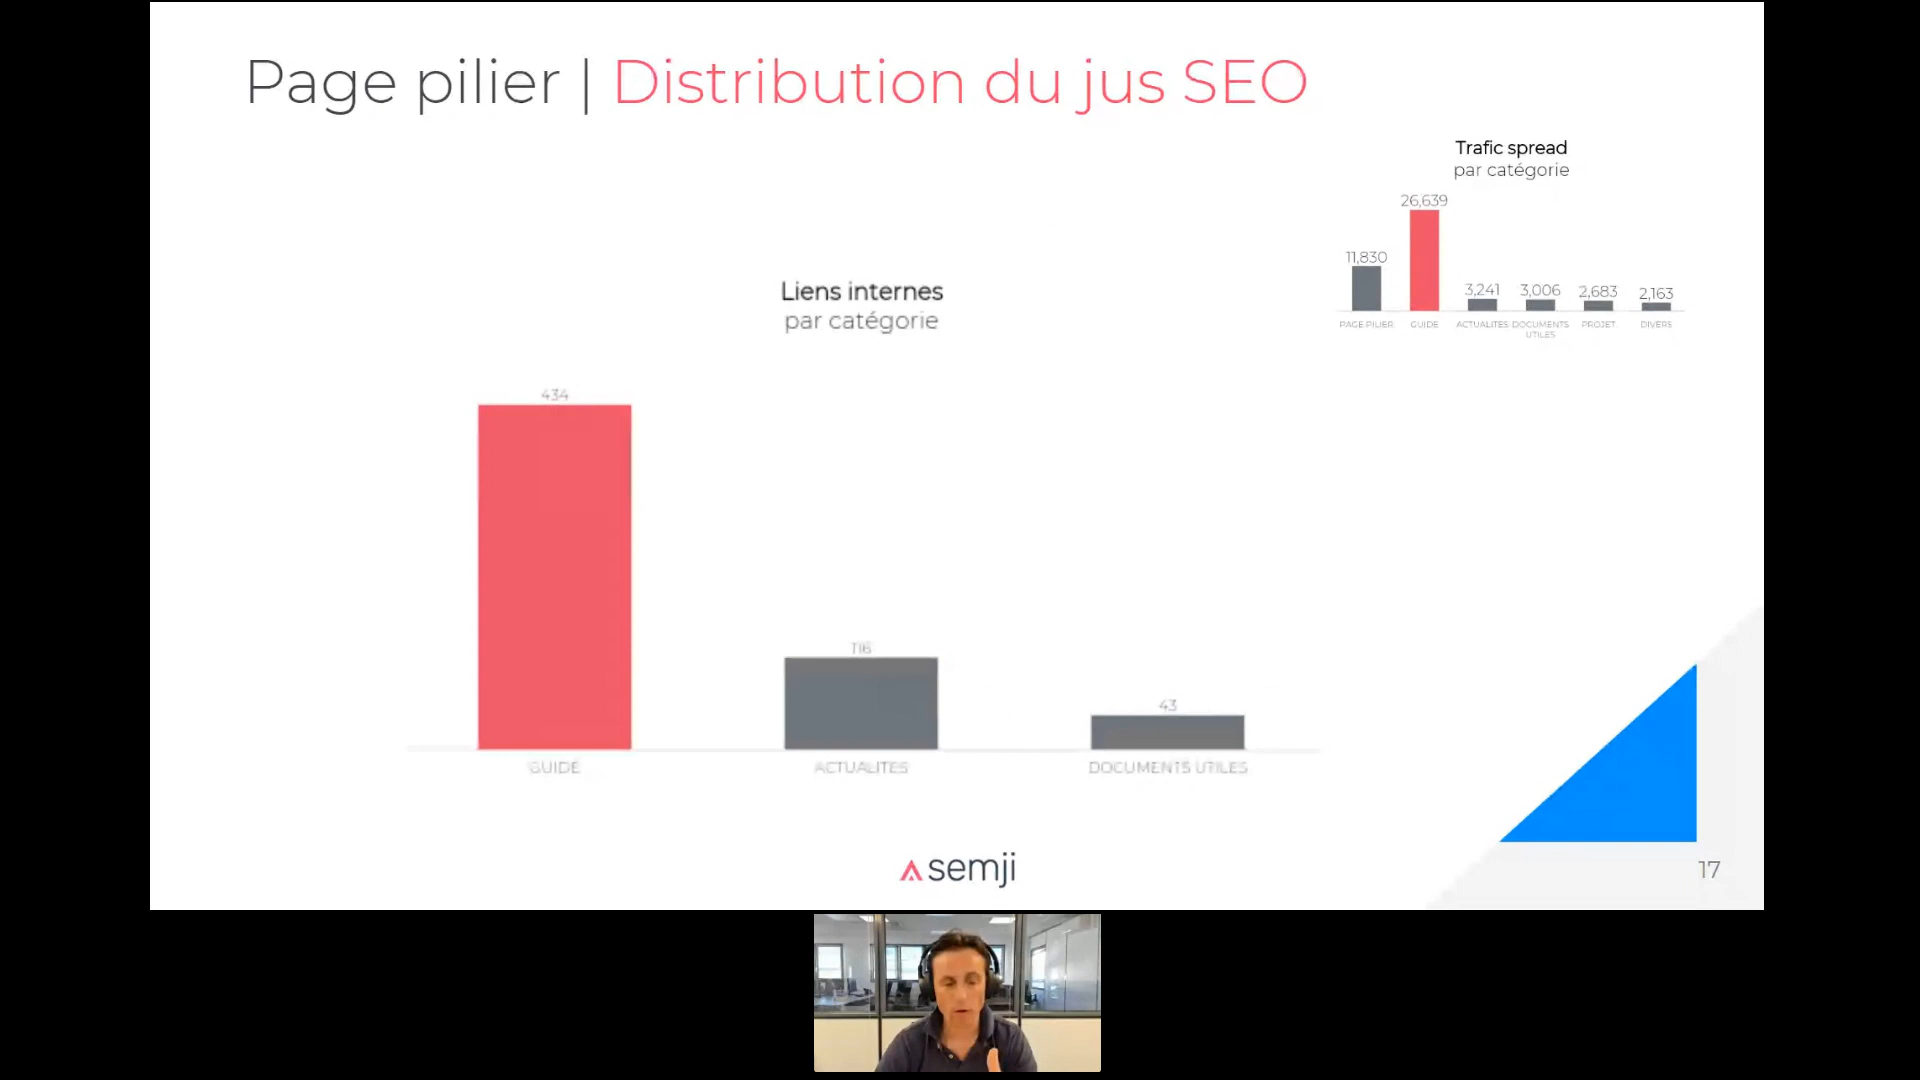 Page pilier | Distribution du jus SEO
Trafic spread
par catégorie
26,639
11,830
3,241
3,006
2,683
2,163
PAGE PILIER
GUIDE
ACTUALITES
DOCUMENTS
UTILES
PROJET
DIVERS
Liens internes
par catégorie
434
116
43
GUIDE
ACTUALITES
DOCUMENTS UTILES
semji
17